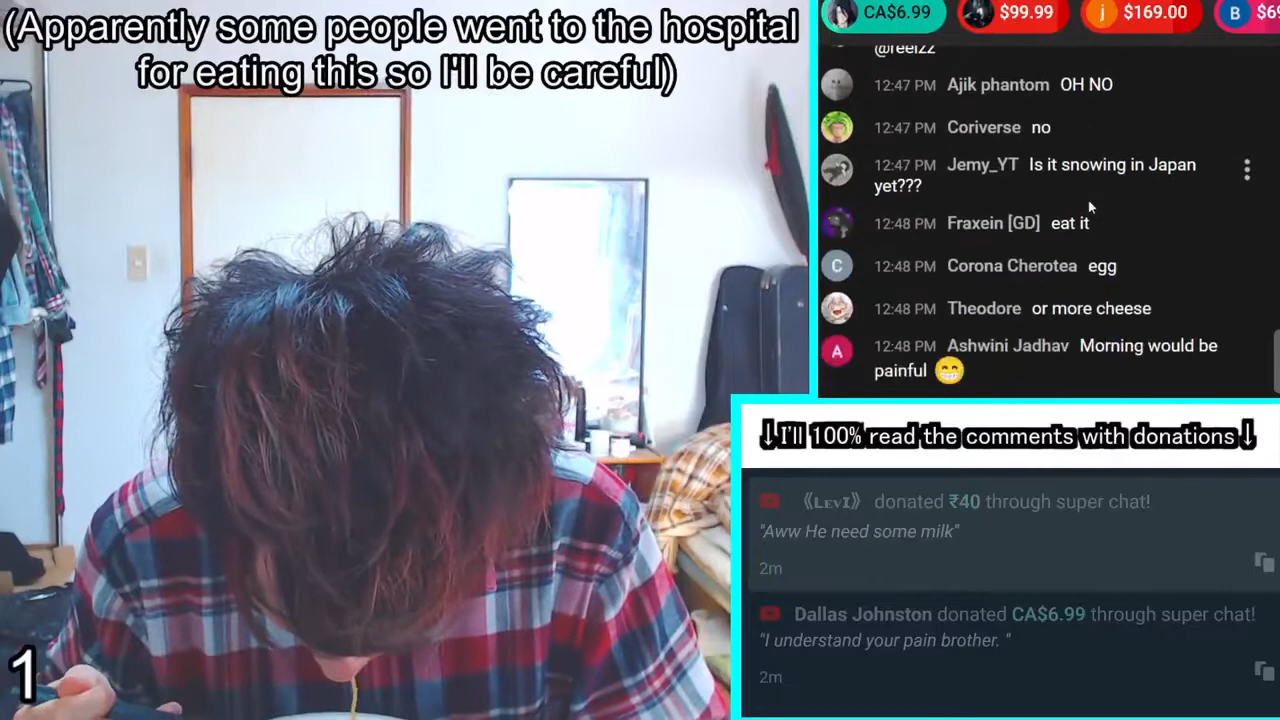 (Apparently some people went to the hospital
for eating this so I'll be careful)
CA$6.99 $99.99 j $169.00 B
@reelzz
12:47 PM Ajik phantom OH NO
12:47 PM Coriverse no
12:47 PM Jemy_YT Is it snowing in Japan
yet???
12:48 PM Fraxein [GD] eat it
C 12:48 PM Corona Cherotea egg
12:48 PM Theodore or more cheese
A 12:48 PM Ashwini Jadhav Morning would be
painful 😁
↓I'll 100% read the comments with donations↓
《LᴇᴠI》 donated ₹40 through super chat!
"Aww He need some milk"
2m
Dallas Johnston donated CA$6.99 through super chat!
"I understand your pain brother. "
2m
1